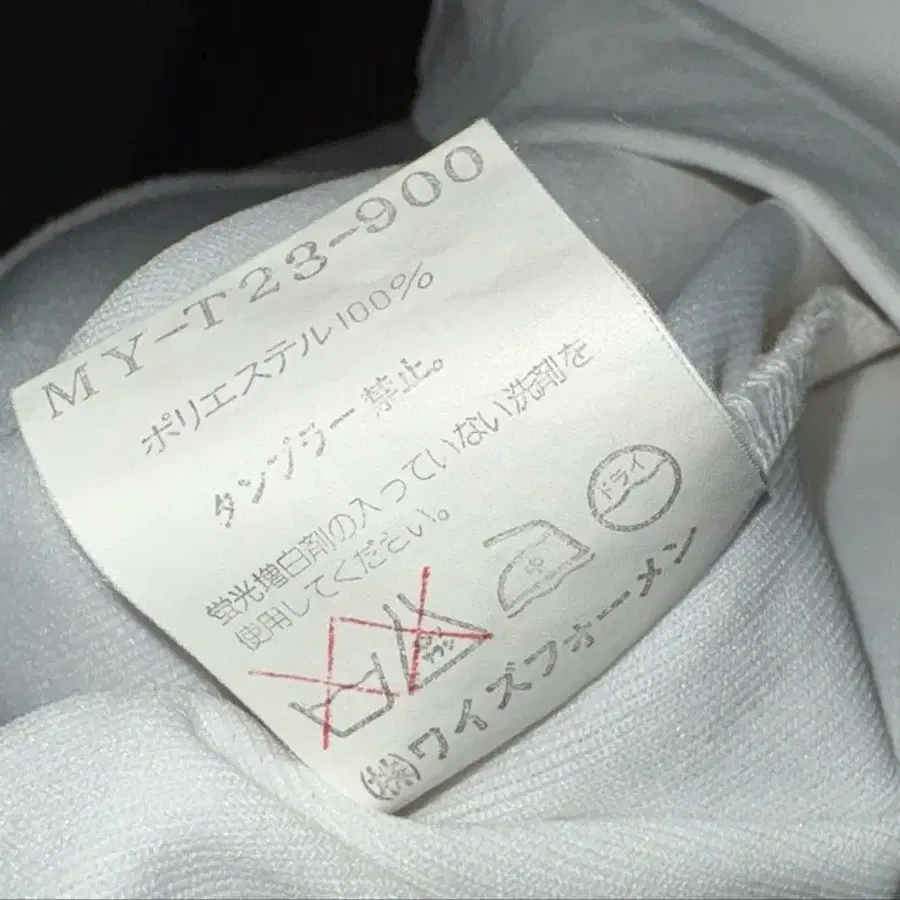 MY-T23-900
ポリエステル100%
タンブラー禁止。
蛍光増白剤の入っていない洗剤を
使用してください。
ドライ
中
(株)ワイズフォーメン